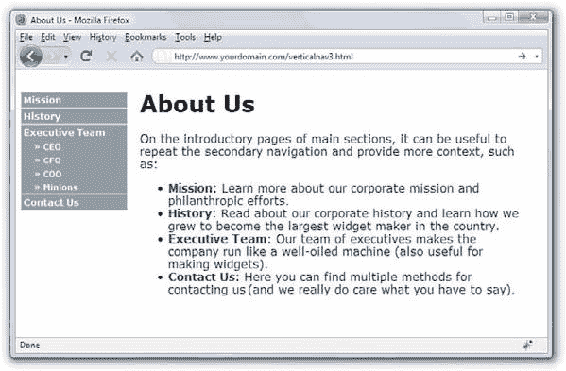 About Us - Mozilla Firefox
File Edit View History Bookmarks Tools Help
http://www.yourdomain.com/verticalnav3.html
Mission
History
Executive Team
» CEO
» CFO
» COO
» Minions
Contact Us
About Us
On the introductory pages of main sections, it can be useful to
repeat the secondary navigation and provide more context, such
as:
• Mission: Learn more about our corporate mission and
philanthropic efforts.
• History: Read about our corporate history and learn how we
grew to become the largest widget maker in the country.
• Executive Team: Our team of executives makes the
company run like a well-oiled machine (also useful for
making widgets).
• Contact Us: Here you can find multiple methods for
contacting us (and we really do care what you have to say).
Done